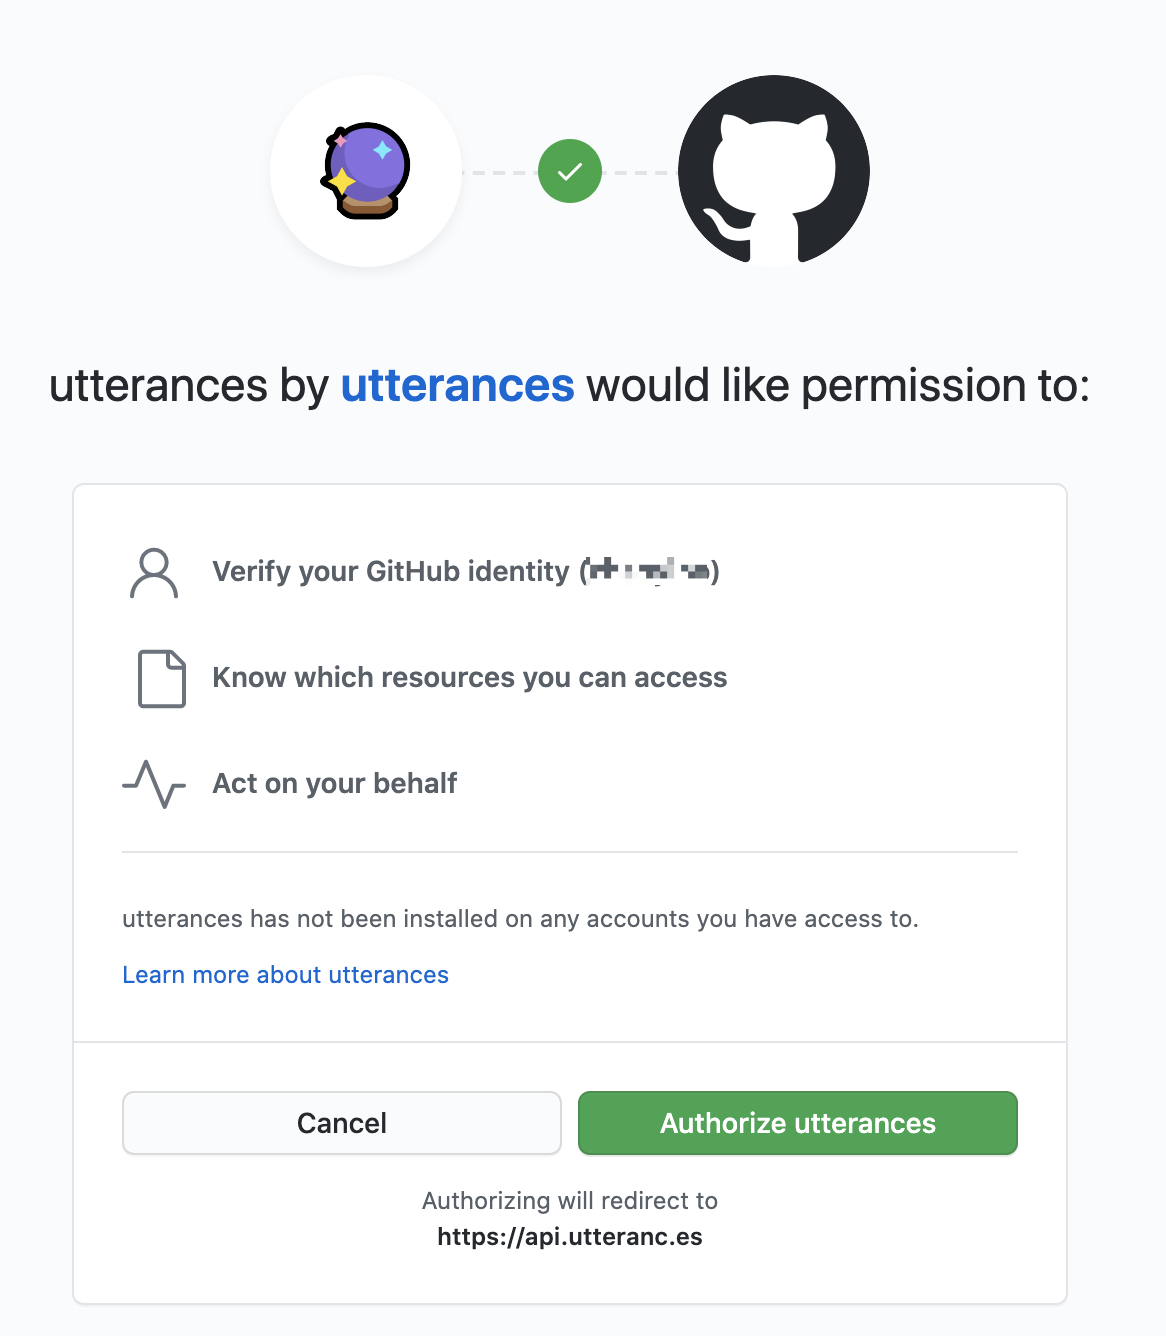 utterances by utterances would like permission to:
Verify your GitHub identity ( )
Know which resources you can access
Act on your behalf
utterances has not been installed on any accounts you have access to.
Learn more about utterances
Cancel
Authorize utterances
Authorizing will redirect to
https://api.utteranc.es